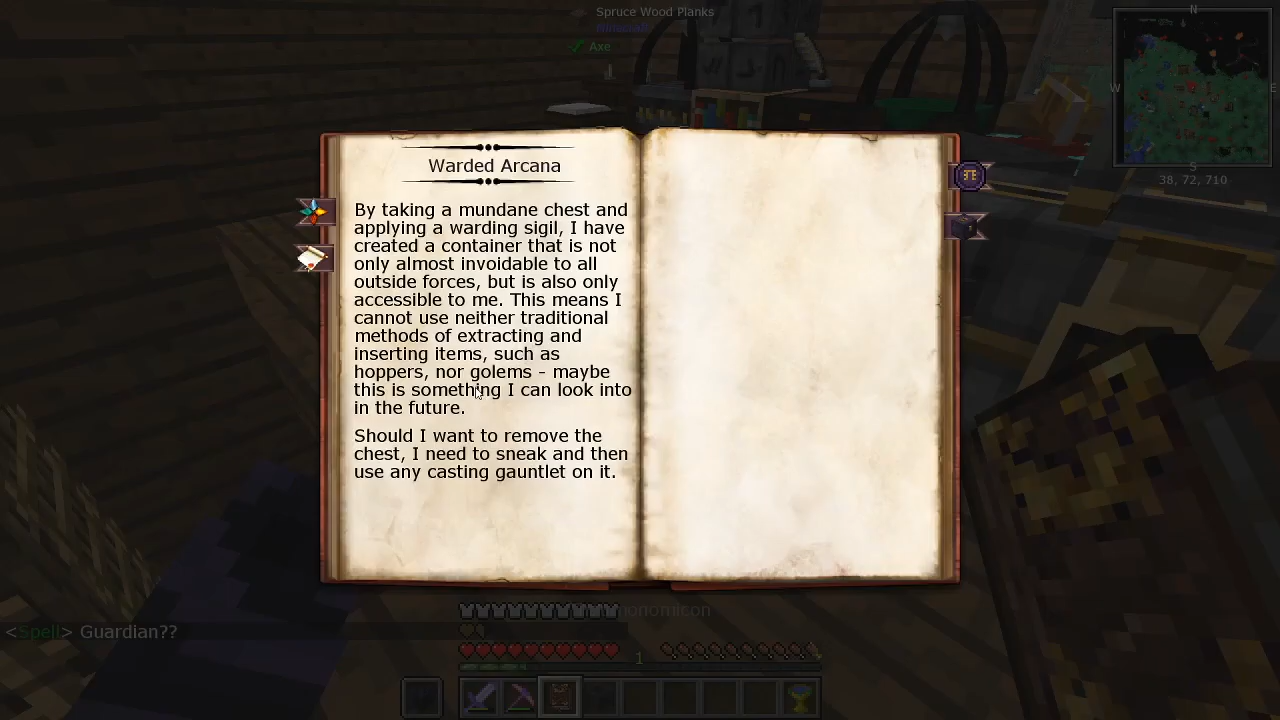 Spruce Wood Planks
Minecraft
Axe
N
W
E
S
38, 72, 710
Warded Arcana
By taking a mundane chest and
applying a warding sigil, I have
created a container that is not
only almost invoidable to all
outside forces, but is also only
accessible to me. This means I
cannot use neither traditional
methods of extracting and
inserting items, such as
hoppers, nor golems - maybe
this is something I can look into
in the future.
Should I want to remove the
chest, I need to sneak and then
use any casting gauntlet on it.
<Spell> Guardian??
1